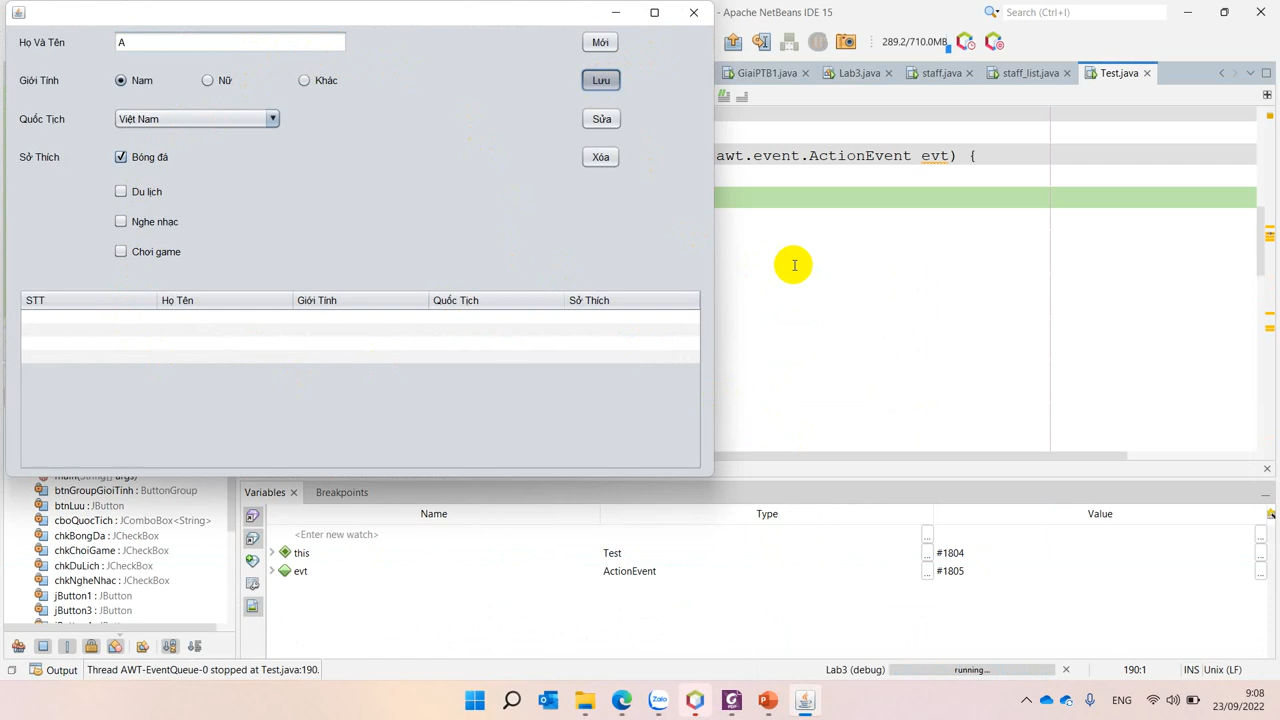 - Apache NetBeans IDE 15
Search (Ctrl+I)
Họ Và Tên A Mới
289.2/710.0MB
Giới Tính Nam Nữ Khác Lưu
GiaiPTB1.java Lab3.java staff.java staff_list.java Test.java
Quốc Tịch Việt Nam Sửa
Sở Thích Bóng đá Xóa
awt.event.ActionEvent evt) {
Du lịch
Nghe nhạc
Chơi game
STT Họ Tên Giới Tính Quốc Tịch Sở Thích
main(String[] args)
btnGroupGioiTinh : ButtonGroup
btnLuu : JButton
cboQuocTich : JComboBox<String>
chkBongDa : JCheckBox
chkChoiGame : JCheckBox
chkDuLich : JCheckBox
chkNgheNhac : JCheckBox
jButton1 : JButton
jButton3 : JButton
Variables Breakpoints
Name Type Value
<Enter new watch>
this Test #1804
evt ActionEvent #1805
Output Thread AWT-EventQueue-0 stopped at Test.java:190. Lab3 (debug) running... 190:1 INS Unix (LF)
Zalo ENG 9:08
23/09/2022